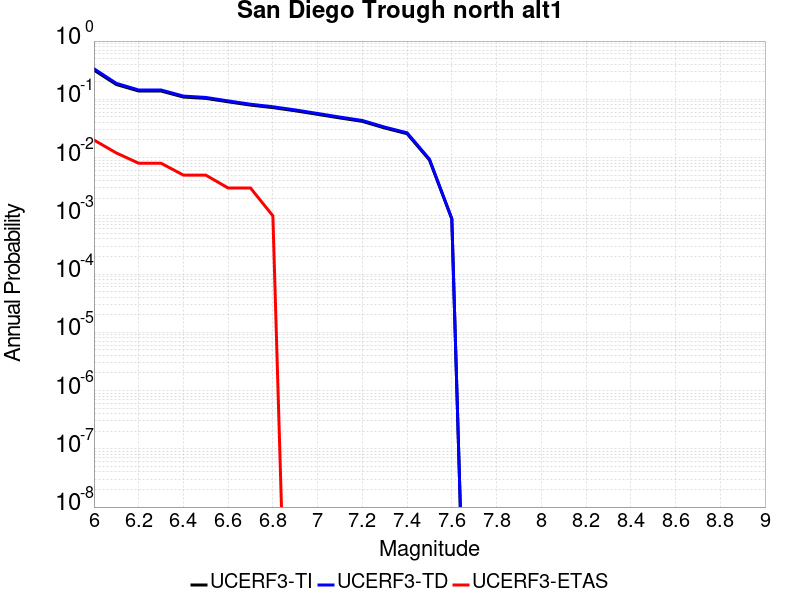 San Diego Trough north alt1
10^0
10^-1
10^-2
10^-3
10^-4
10^-5
10^-6
10^-7
10^-8
Annual Probability
6 6.2 6.4 6.6 6.8 7 7.2 7.4 7.6 7.8 8 8.2 8.4 8.6 8.8 9
Magnitude
UCERF3-TI UCERF3-TD UCERF3-ETAS